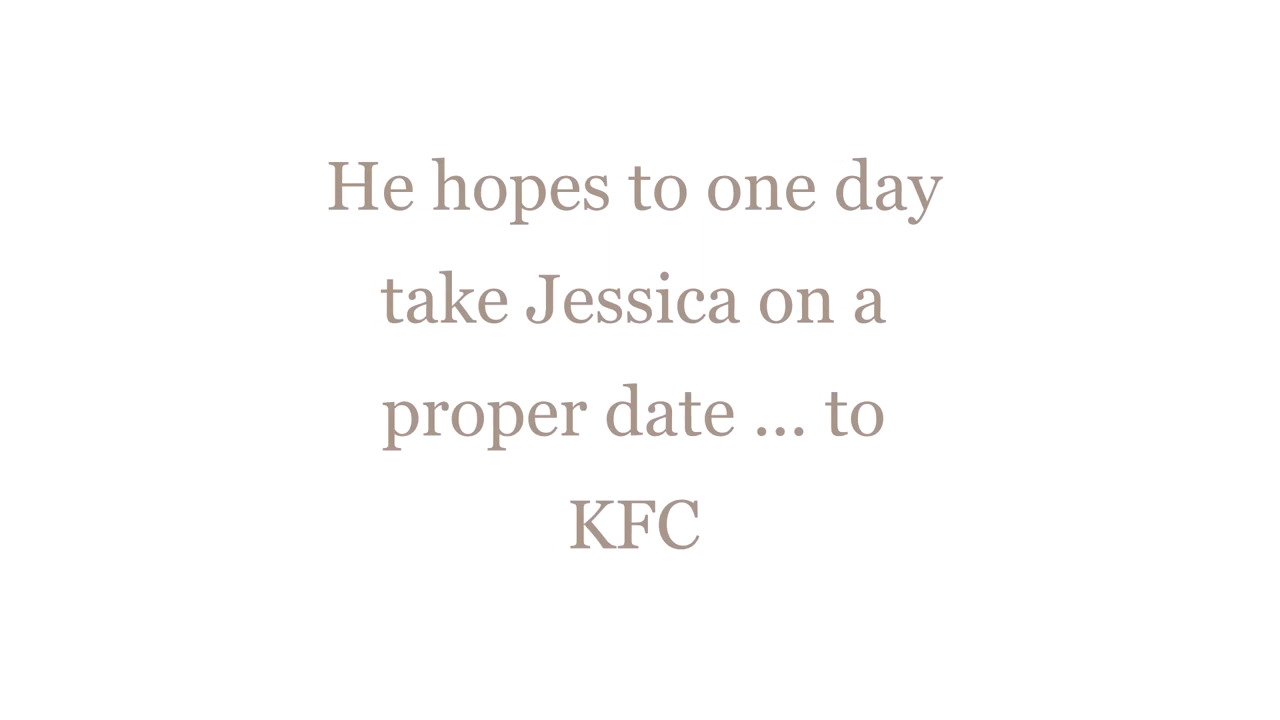 He hopes to one day
take Jessica on a
proper date ... to
KFC